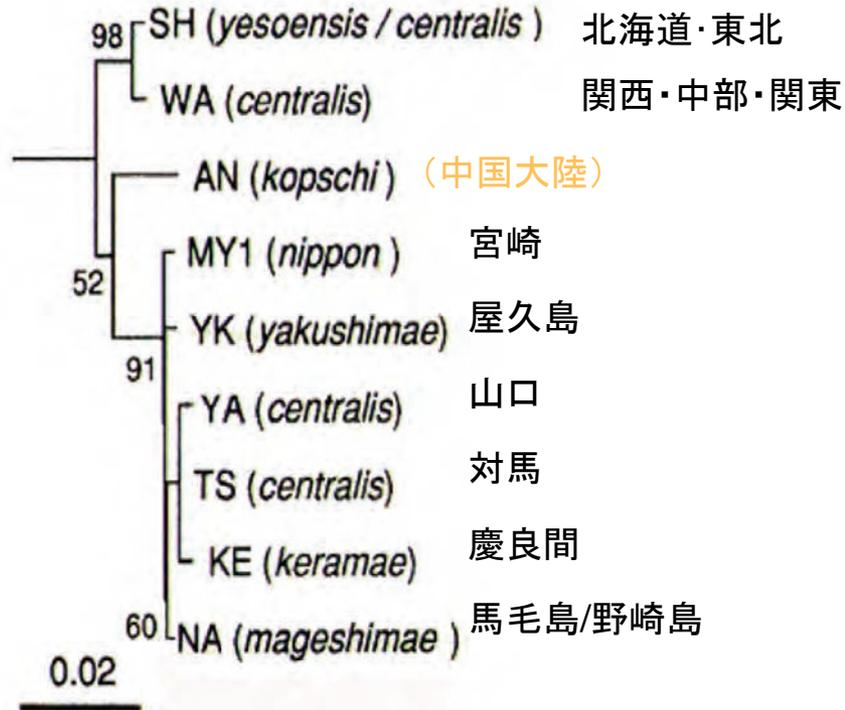 98 SH (yesoensis / centralis ) 北海道・東北
WA (centralis) 関西・中部・関東
AN (kopschi ) (中国大陸)
MY1 (nippon ) 宮崎
52
YK (yakushimae) 屋久島
91
YA (centralis) 山口
TS (centralis) 対馬
KE (keramae) 慶良間
60 NA (mageshimae ) 馬毛島/野崎島
0.02